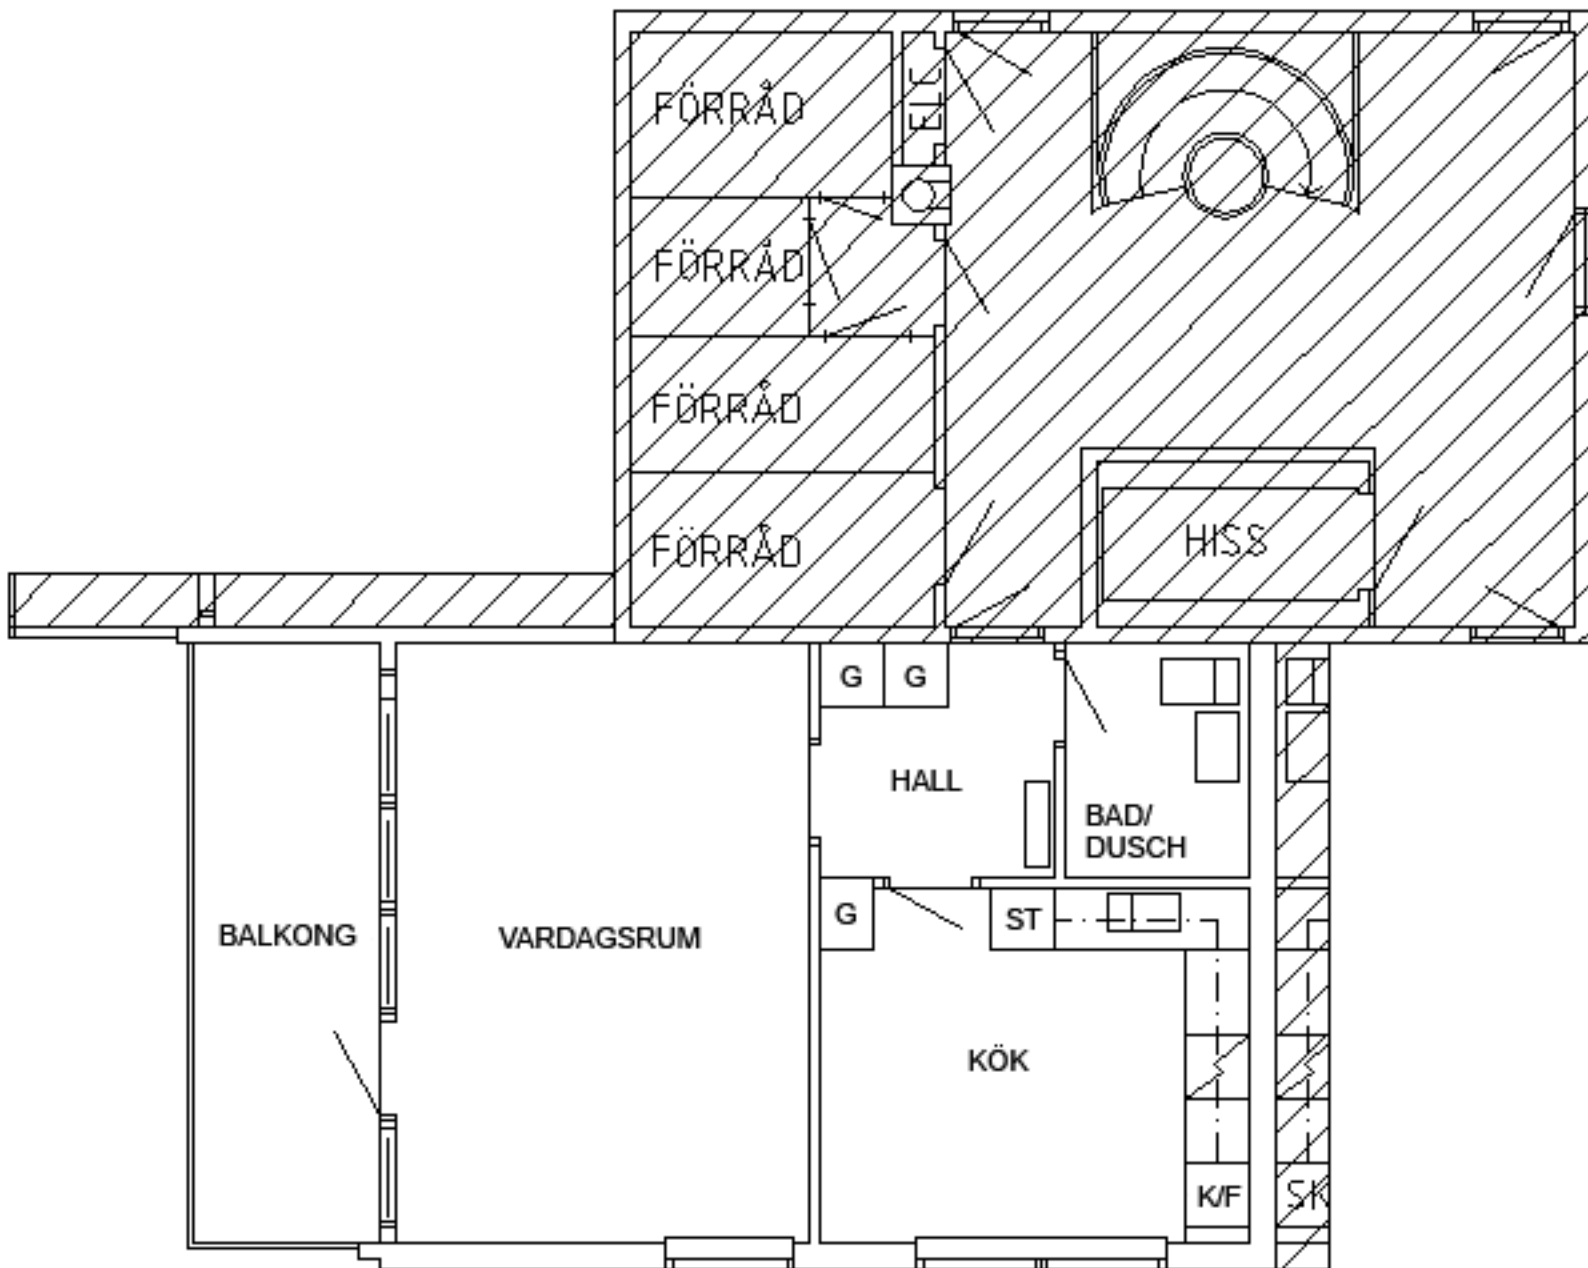 FÖRRÅD
ELC
FÖRRÅD
FÖRRÅD
FÖRRÅD
HISS
G
G
HALL
BAD/
DUSCH
G
ST
BALKONG
VARDAGSRUM
KÖK
K/F
SK